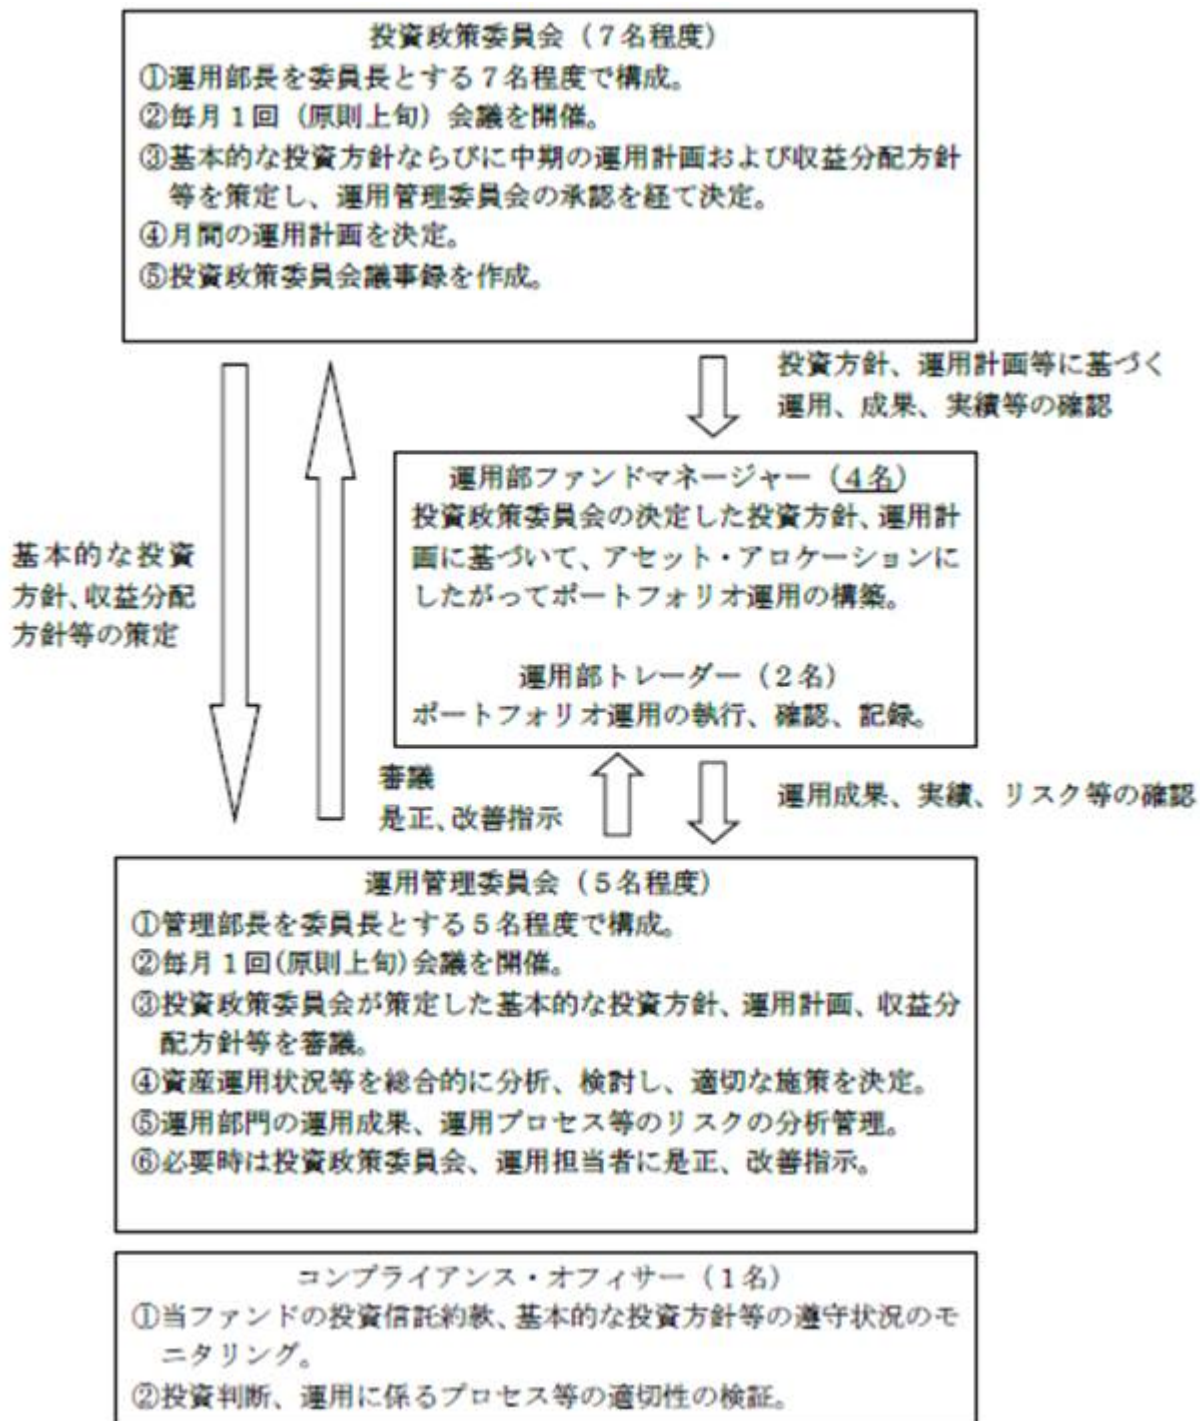 投資政策委員会（７名程度）
①運用部長を委員長とする７名程度で構成。
②毎月１回（原則上旬）会議を開催。
③基本的な投資方針ならびに中期の運用計画および収益分配方針
等を策定し、運用管理委員会の承認を経て決定。
④月間の運用計画を決定。
⑤投資政策委員会議事録を作成。
投資方針、運用計画等に基づく
運用、成果、実績等の確認
基本的な投資
方針、収益分配
方針等の策定
運用部ファンドマネージャー（４名）
投資政策委員会の決定した投資方針、運用計
画に基づいて、アセット・アロケーションに
したがってポートフォリオ運用の構築。
運用部トレーダー（２名）
ポートフォリオ運用の執行、確認、記録。
審議
是正、改善指示
運用成果、実績、リスク等の確認
運用管理委員会（５名程度）
①管理部長を委員長とする５名程度で構成。
②毎月１回(原則上旬)会議を開催。
③投資政策委員会が策定した基本的な投資方針、運用計画、収益分
配方針等を審議。
④資産運用状況等を総合的に分析、検討し、適切な施策を決定。
⑤運用部門の運用成果、運用プロセス等のリスクの分析管理。
⑥必要時は投資政策委員会、運用担当者に是正、改善指示。
コンプライアンス・オフィサー（１名）
①当ファンドの投資信託約款、基本的な投資方針等の遵守状況のモ
ニタリング。
②投資判断、運用に係るプロセス等の適切性の検証。